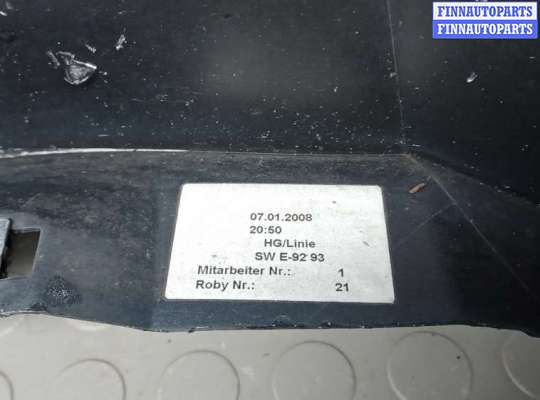 FINNAUTOPARTS
FINNAUTOPARTS
07.01.2008
20:50
HG/Linie
SW E-92 93
Mitarbeiter Nr.: 1
Roby Nr.: 21